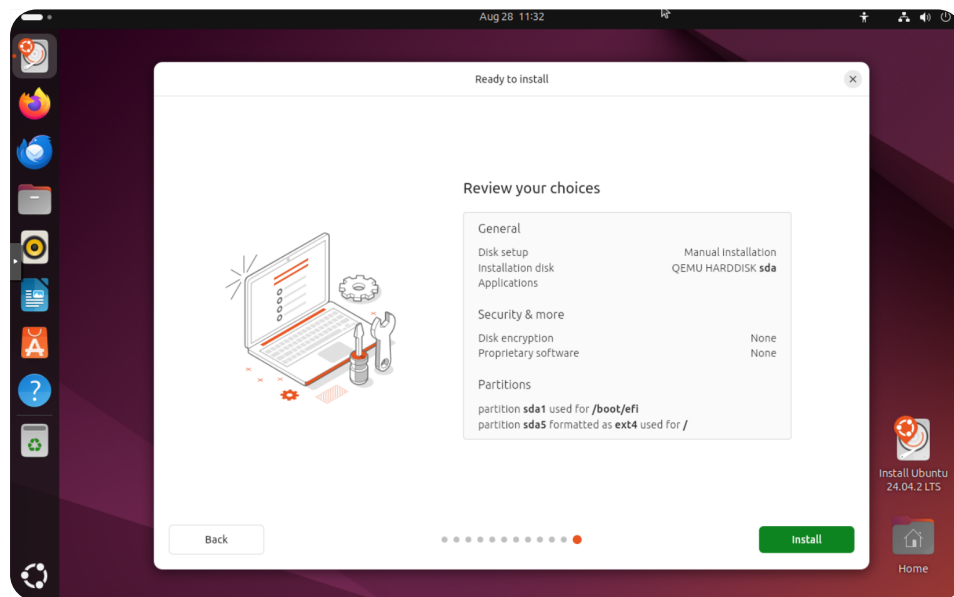 Aug 28 11:32
Ready to install
Review your choices
General
Disk setup Manual Installation
Installation disk QEMU HARDDISK sda
Applications
Security & more
Disk encryption None
Proprietary software None
Partitions
partition sda1 used for /boot/efi
partition sda5 formatted as ext4 used for /
Back
Install
Install Ubuntu
24.04.2 LTS
Home